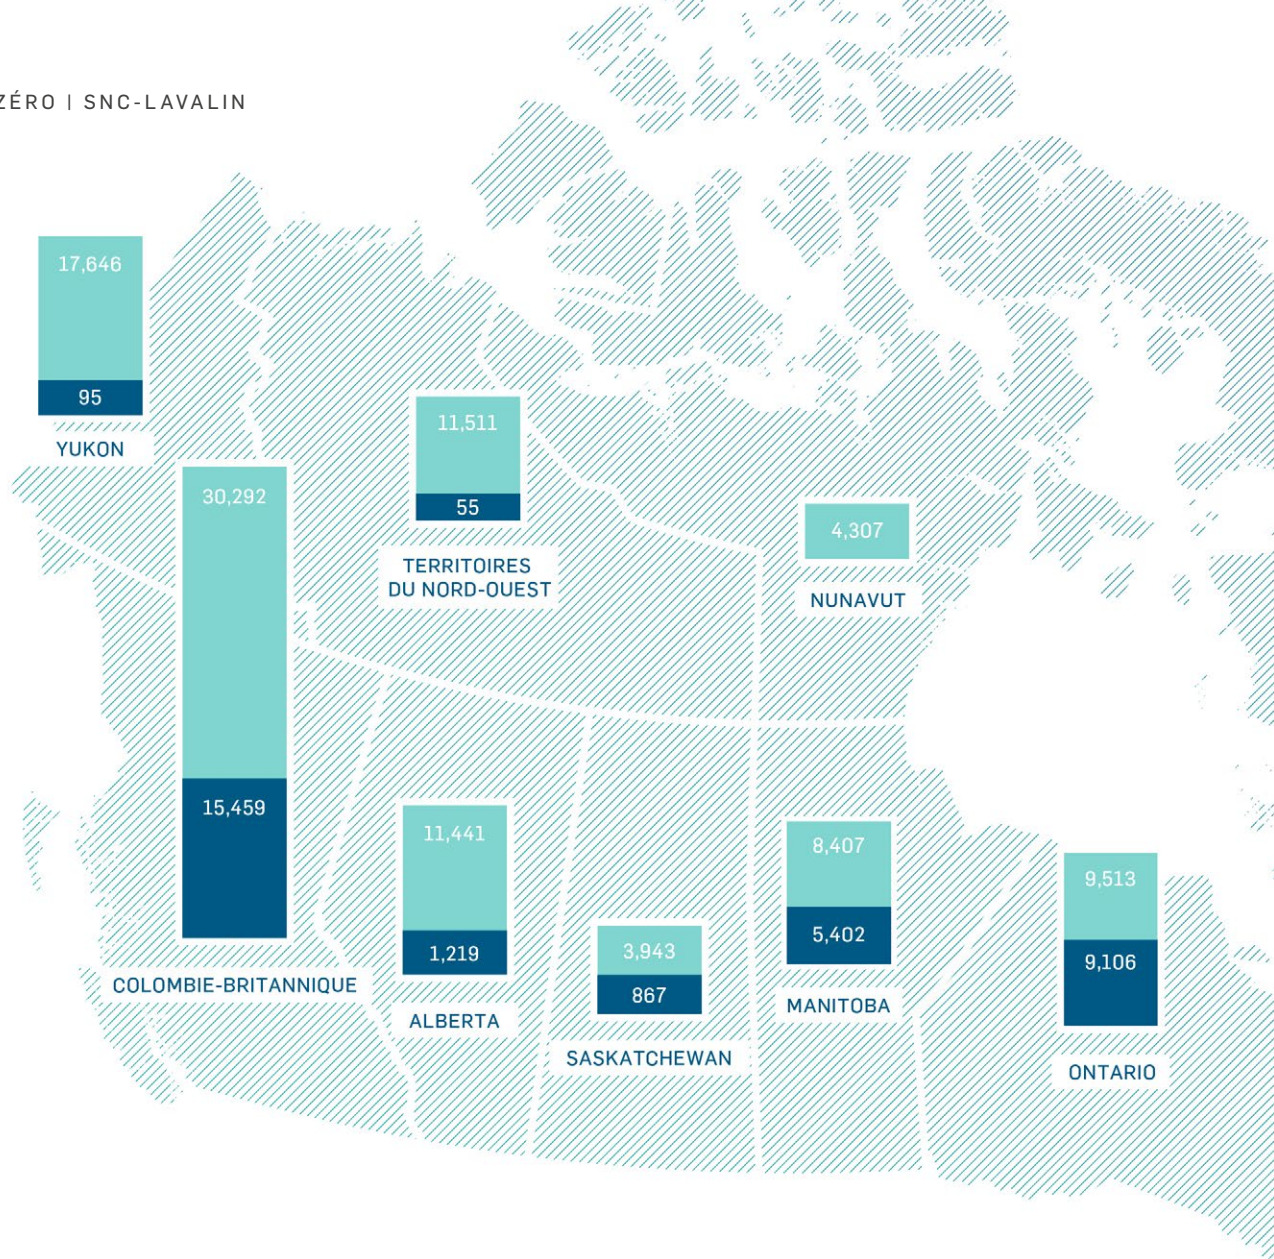 ZÉRO | SNC-LAVALIN
17,646
95
YUKON
30,292
15,459
COLOMBIE-BRITANNIQUE
11,511
55
TERRITOIRES
DU NORD-OUEST
4,307
NUNAVUT
11,441
1,219
ALBERTA
3,943
867
SASKATCHEWAN
8,407
5,402
MANITOBA
9,513
9,106
ONTARIO